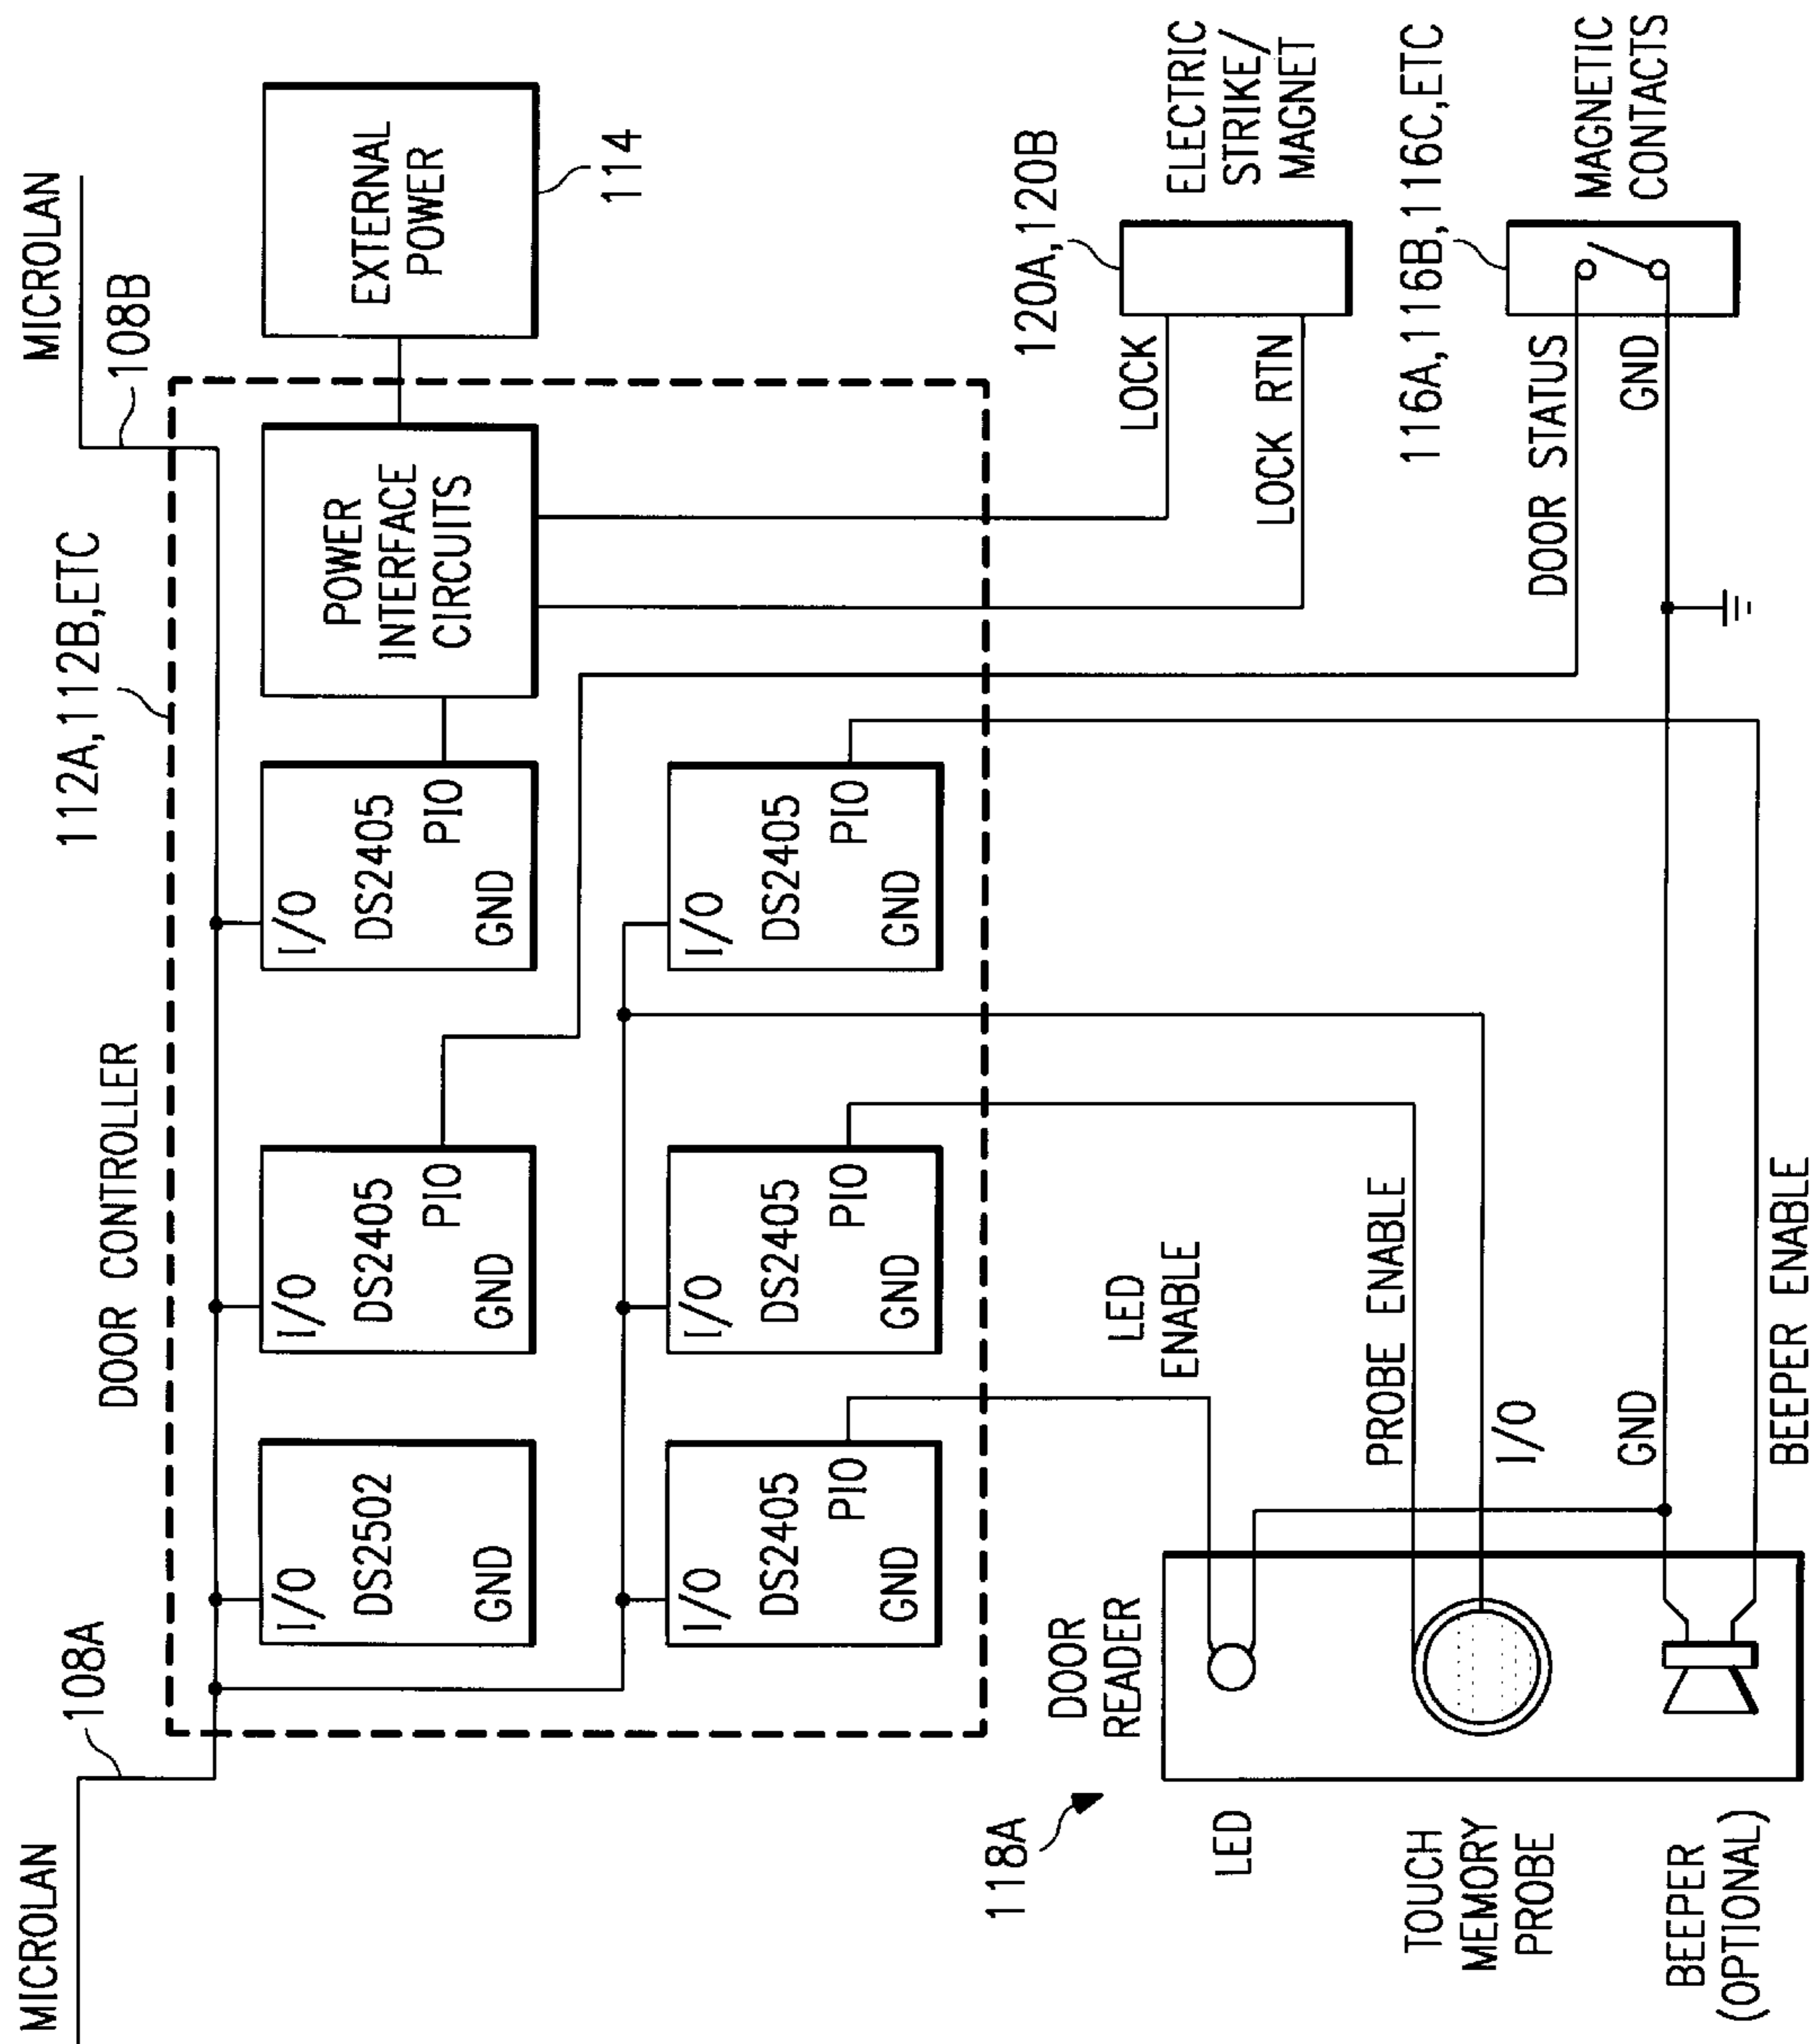 MICROLAN
108A
MICROLAN
108B
DOOR CONTROLLER
112A,112B,ETC
I/O
DS2502
GND
I/O
DS2405
PIO
GND
I/O
DS2405
PIO
GND
POWER
INTERFACE
CIRCUITS
EXTERNAL
POWER
114
I/O
DS2405
PIO
GND
I/O
DS2405
PIO
GND
I/O
DS2405
PIO
GND
118A
DOOR
READER
LED
ENABLE
LED
PROBE ENABLE
TOUCH
MEMORY
PROBE
I/O
GND
BEEPER
(OPTIONAL)
BEEPER ENABLE
120A,120B
LOCK
LOCK RTN
ELECTRIC
STRIKE/
MAGNET
116A,116B,116C,ETC
DOOR STATUS
GND
MAGNETIC
CONTACTS